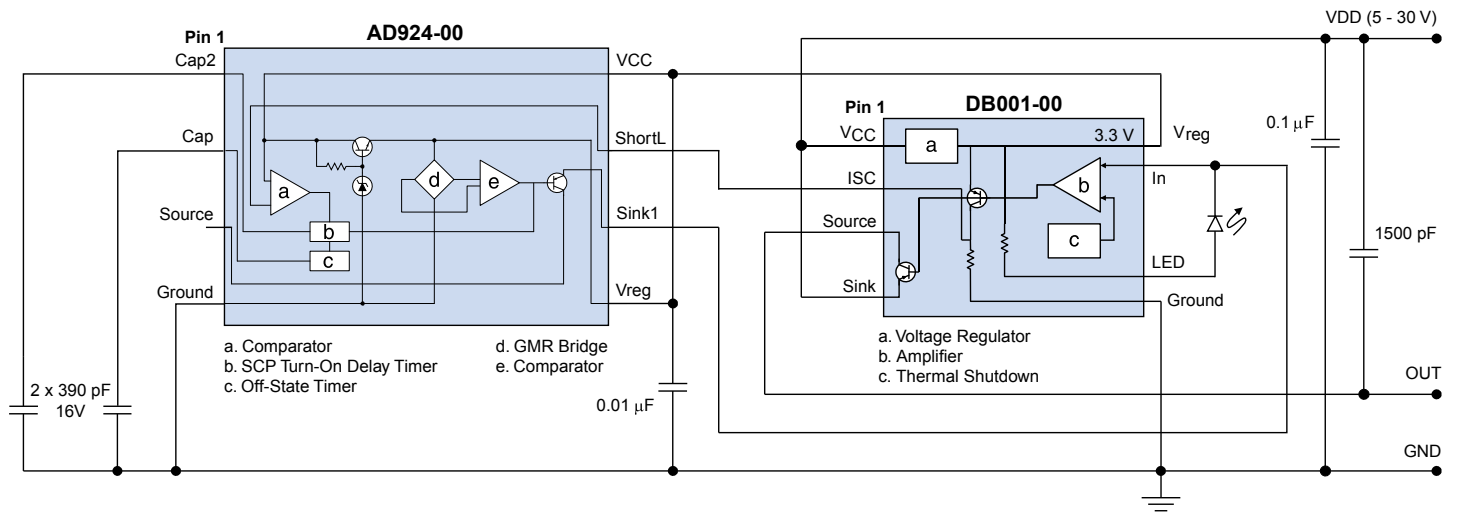 VDD (5 - 30 V)
Pin 1
AD924-00
Cap2
VCC
Cap
ShortL
Source
Sink1
Ground
Vreg
a
b
c
d
e
a. Comparator
b. SCP Turn-On Delay Timer
c. Off-State Timer
d. GMR Bridge
e. Comparator
2 x 390 pF
16V
0.01 µF
Pin 1
DB001-00
VCC
3.3 V
Vreg
ISC
In
Source
LED
Sink
Ground
a
b
c
a. Voltage Regulator
b. Amplifier
c. Thermal Shutdown
0.1 µF
1500 pF
OUT
GND